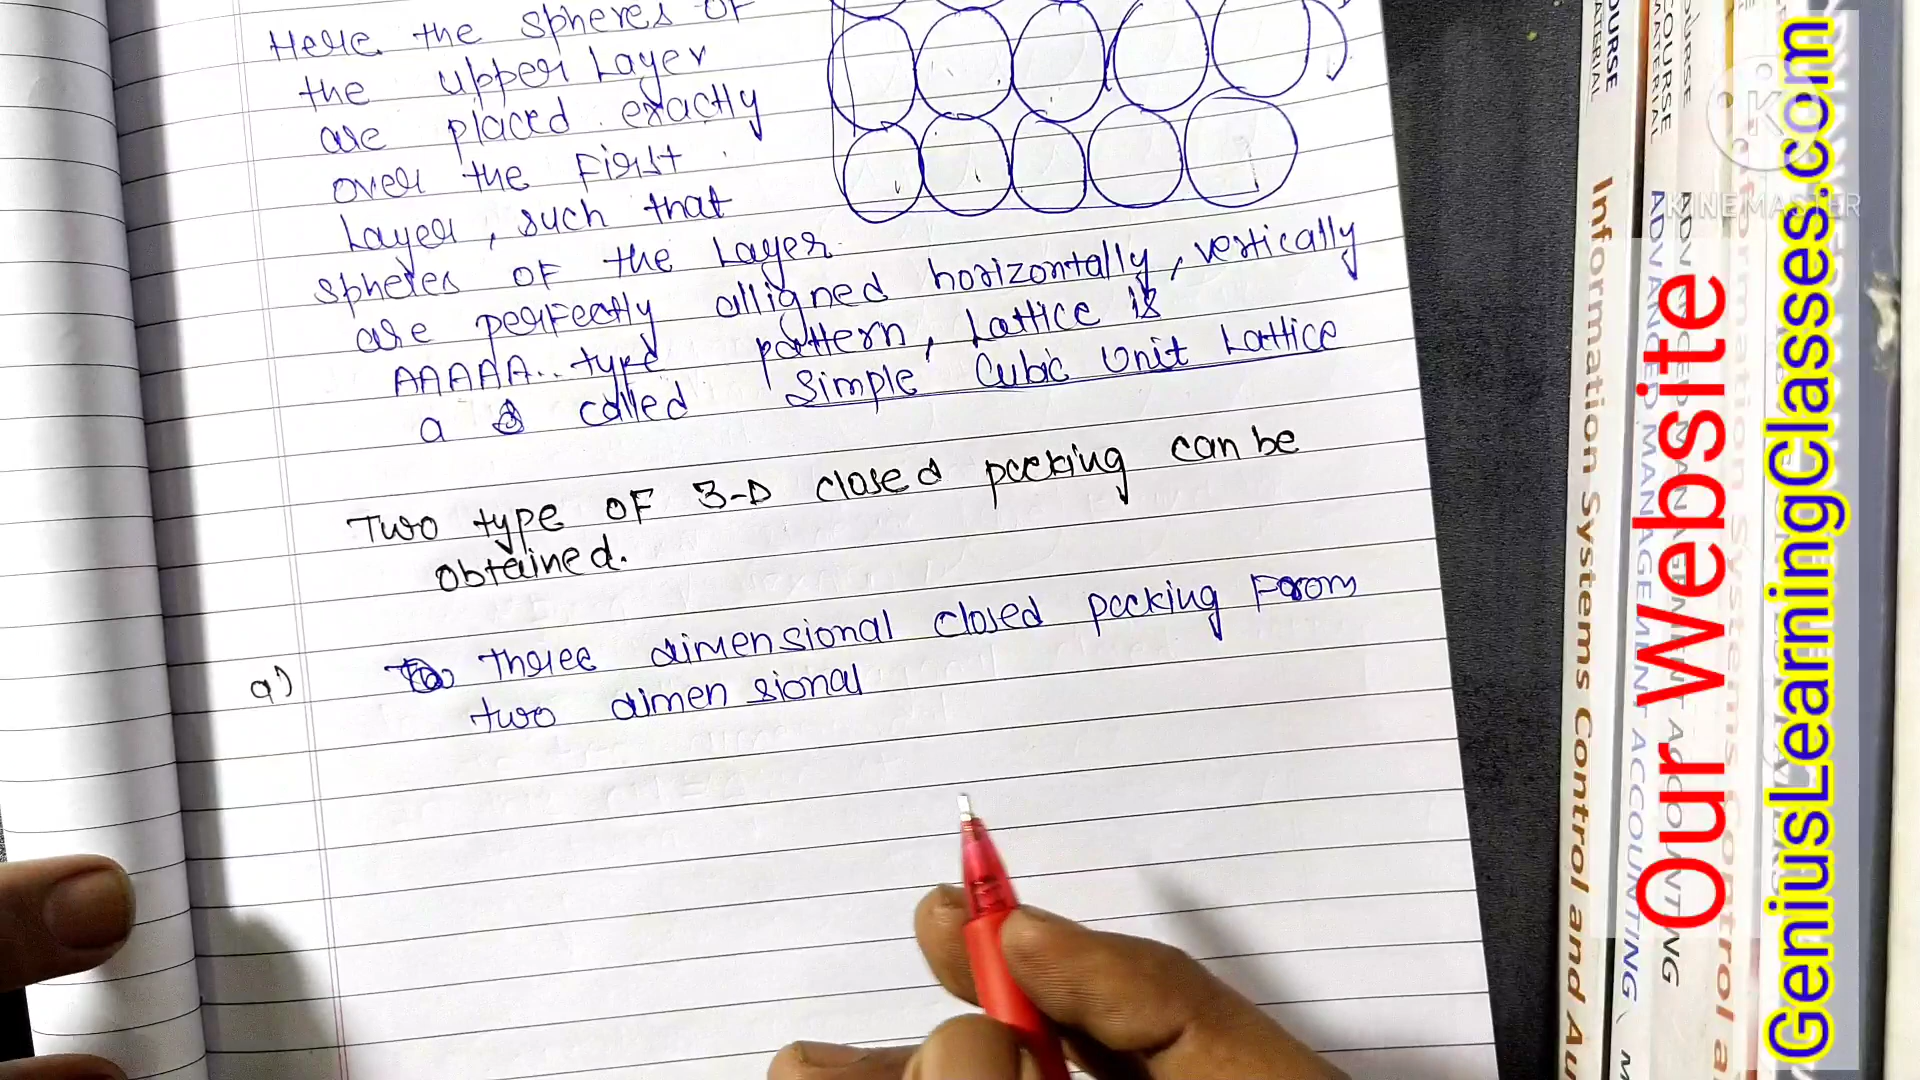 Here the spheres of
the upper Layer
are placed exactly
over the First
Layer, such that
spheres OF the Layer
are perfectly alligned horizontally, vertically
AAAAA.. type pattern, Lattice is
a called Simple Cubic Unit Lattice
Two type OF 3-D closed packing can be
obtained.
a) Three dimensional closed packing From
two dimensional
Our Website
GeniusLearningClasses.com
KINEMASTER
Information Systems Control and Au
ADVANCED MANAGEMENT ACCOUNTING
COURSE
MATERIAL